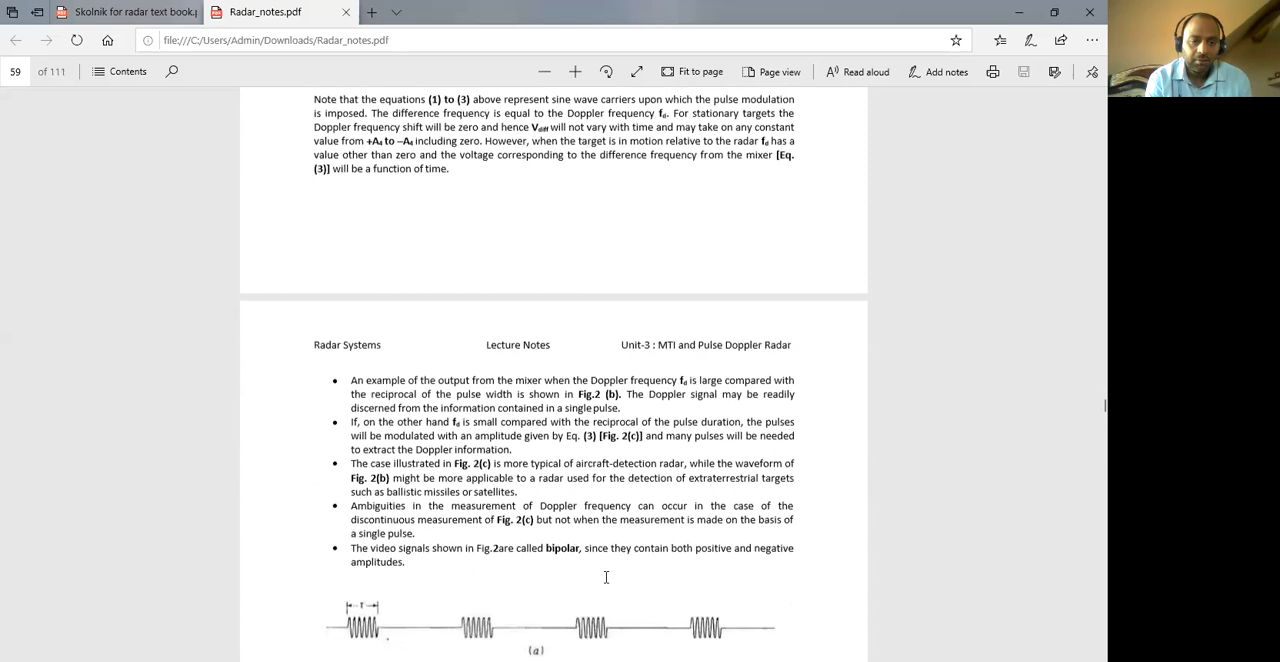 Skolnik for radar text book.p
Radar_notes.pdf
file:///C:/Users/Admin/Downloads/Radar_notes.pdf
59 of 111
Contents
Fit to page
Page view
Read aloud
Add notes
Note that the equations (1) to (3) above represent sine wave carriers upon which the pulse modulation
is imposed. The difference frequency is equal to the Doppler frequency fd. For stationary targets the
Doppler frequency shift will be zero and hence Vdiff will not vary with time and may take on any constant
value from +A4 to –A4 including zero. However, when the target is in motion relative to the radar fd has a
value other than zero and the voltage corresponding to the difference frequency from the mixer [Eq.
(3)] will be a function of time.
Radar Systems Lecture Notes Unit-3 : MTI and Pulse Doppler Radar
• An example of the output from the mixer when the Doppler frequency fd is large compared with
the reciprocal of the pulse width is shown in Fig.2 (b). The Doppler signal may be readily
discerned from the information contained in a single pulse.
• If, on the other hand fd is small compared with the reciprocal of the pulse duration, the pulses
will be modulated with an amplitude given by Eq. (3) [Fig. 2(c)] and many pulses will be needed
to extract the Doppler information.
• The case illustrated in Fig. 2(c) is more typical of aircraft-detection radar, while the waveform of
Fig. 2(b) might be more applicable to a radar used for the detection of extraterrestrial targets
such as ballistic missiles or satellites.
• Ambiguities in the measurement of Doppler frequency can occur in the case of the
discontinuous measurement of Fig. 2(c) but not when the measurement is made on the basis of
a single pulse.
• The video signals shown in Fig.2are called bipolar, since they contain both positive and negative
amplitudes.
τ
(a)